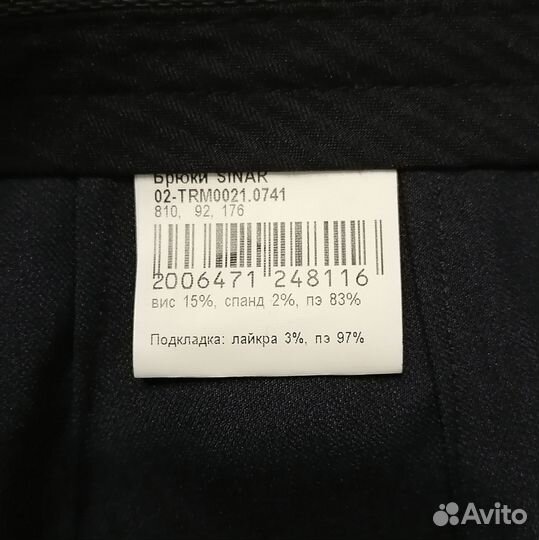 Брюки SINAR
02-TRM0021.0741
810, 92, 176
2006471 248116
вис 15%, спанд 2%, пэ 83%
Подкладка: лайкра 3%, пэ 97%
Avito